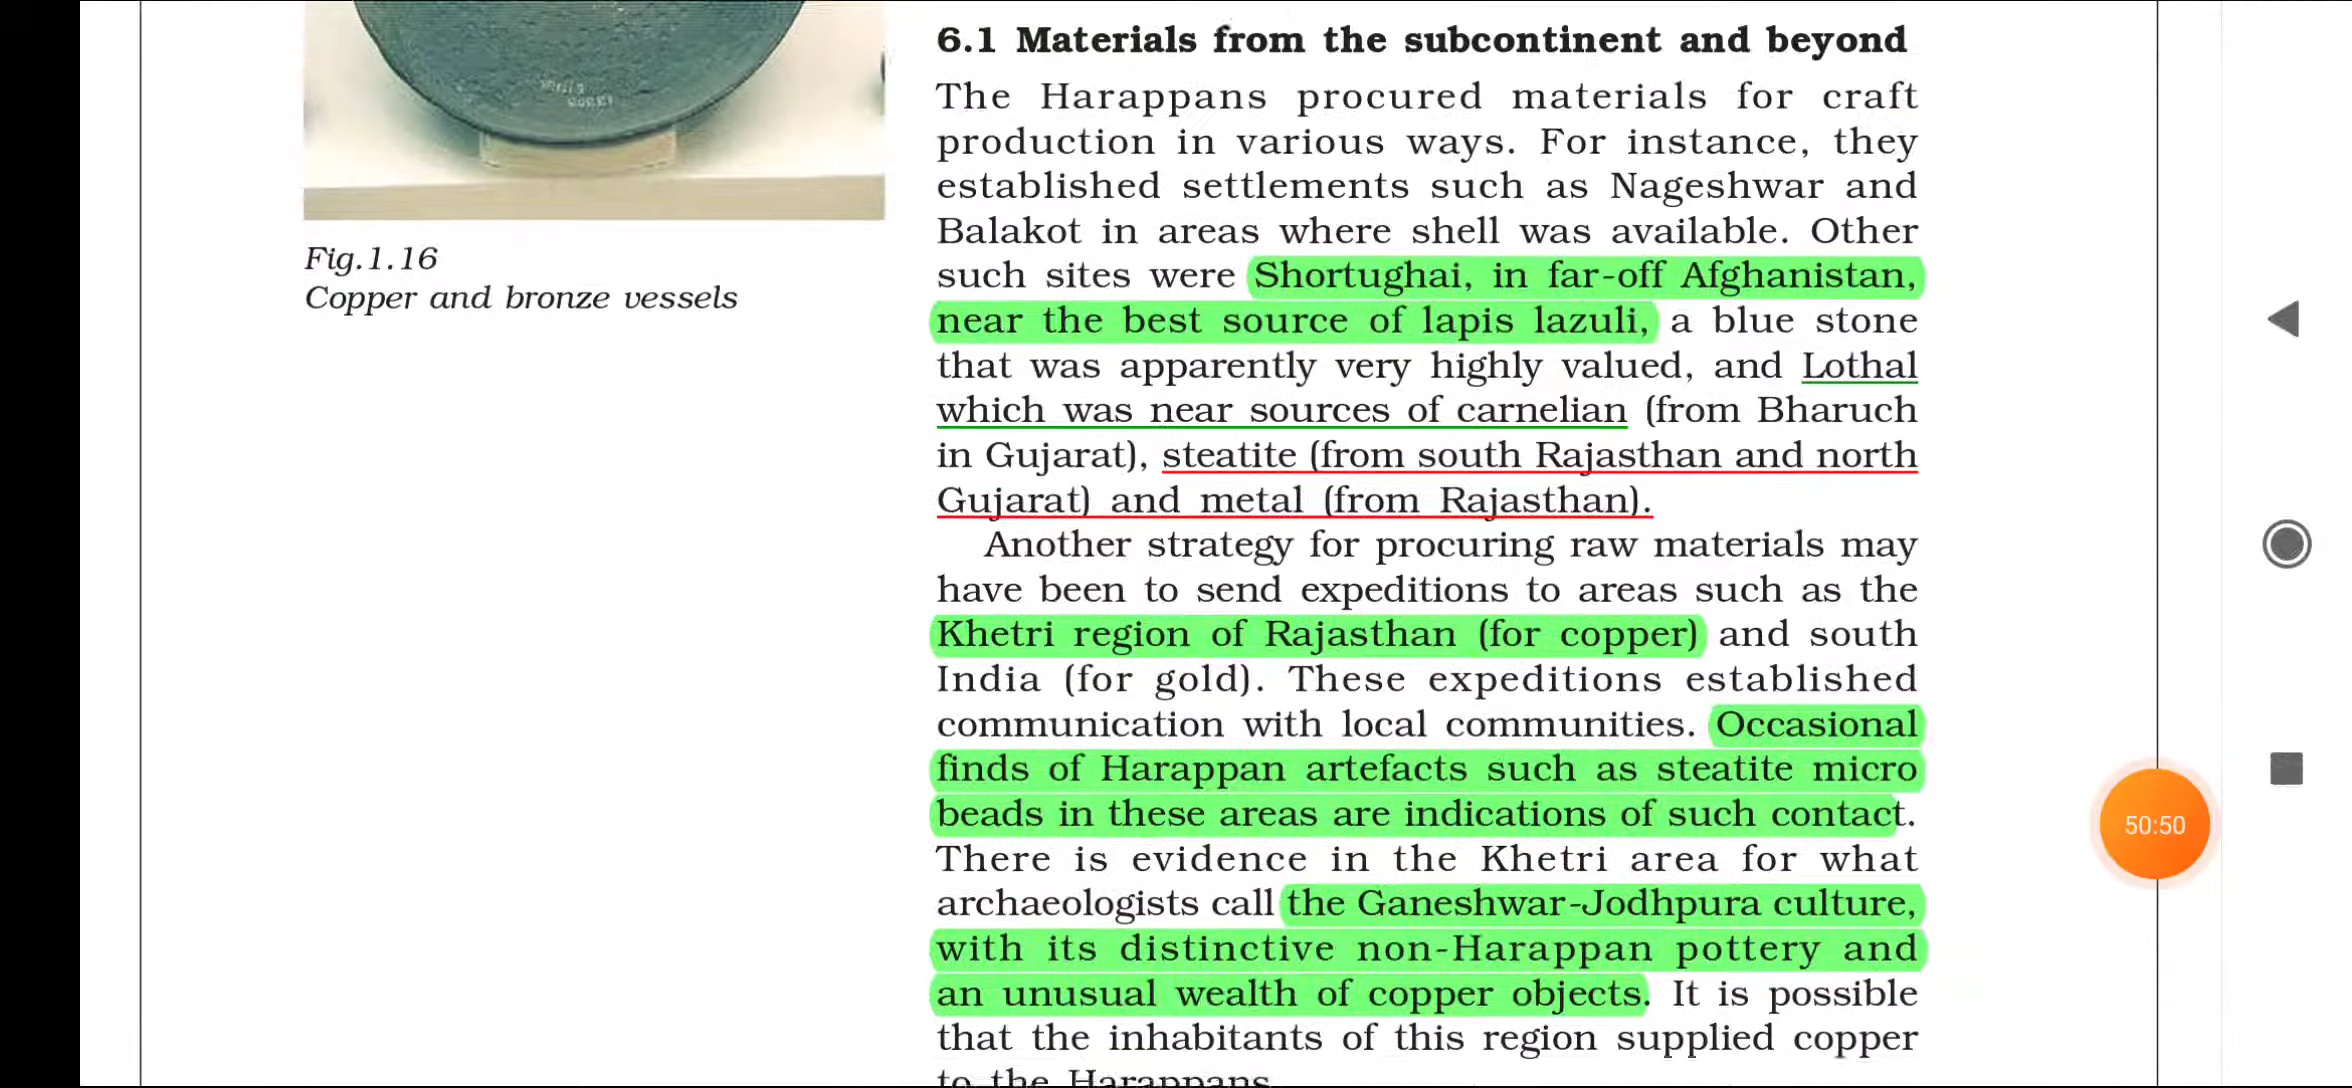 6.1 Materials from the subcontinent and beyond
The Harappans procured materials for craft
production in various ways. For instance, they
established settlements such as Nageshwar and
Balakot in areas where shell was available. Other
such sites were Shortughai, in far-off Afghanistan,
near the best source of lapis lazuli, a blue stone
that was apparently very highly valued, and Lothal
which was near sources of carnelian (from Bharuch
in Gujarat), steatite (from south Rajasthan and north
Gujarat) and metal (from Rajasthan).
Another strategy for procuring raw materials may
have been to send expeditions to areas such as the
Khetri region of Rajasthan (for copper) and south
India (for gold). These expeditions established
communication with local communities. Occasional
finds of Harappan artefacts such as steatite micro
beads in these areas are indications of such contact.
There is evidence in the Khetri area for what
archaeologists call the Ganeshwar-Jodhpura culture,
with its distinctive non-Harappan pottery and
an unusual wealth of copper objects. It is possible
that the inhabitants of this region supplied copper
to the Harappans.
Fig.1.16
Copper and bronze vessels
50:50